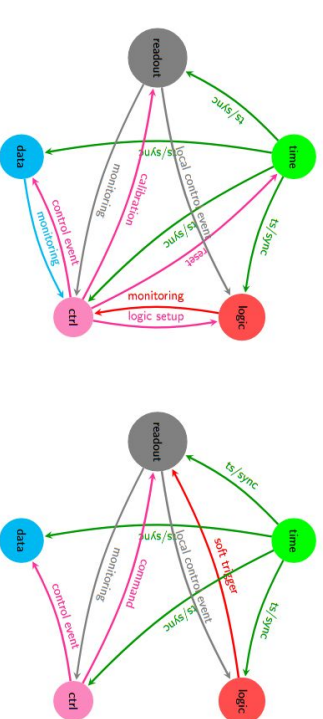 readout
ts/sync
time
data
ts/sync
local control event
monitoring
calibration
control event
monitoring
ts/sync
reset
ts/sync
monitoring
logic setup
ctrl
logic
readout
ts/sync
time
data
ts/sync
local control event
soft trigger
monitoring
command
control event
ts/sync
ts/sync
ctrl
logic